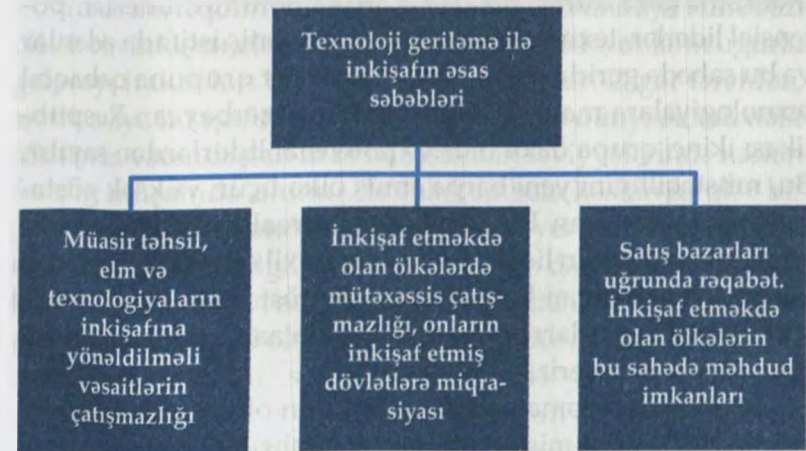 Texnoloji geriləmə ilə
inkişafın əsas
səbəbləri
Müasir təhsil,
elm və
texnologiyaların
inkişafına
yönəldilməli
vəsaitlərin
çatışmazlığı
İnkişaf etməkdə
olan ölkələrdə
mütəxəssis çatış-
mazlığı, onların
inkişaf etmiş
dövlətlərə miqra-
siyası
Satış bazarları
uğrunda rəqabət.
İnkişaf etməkdə
olan ölkələrin
bu sahədə məhdud
imkanları